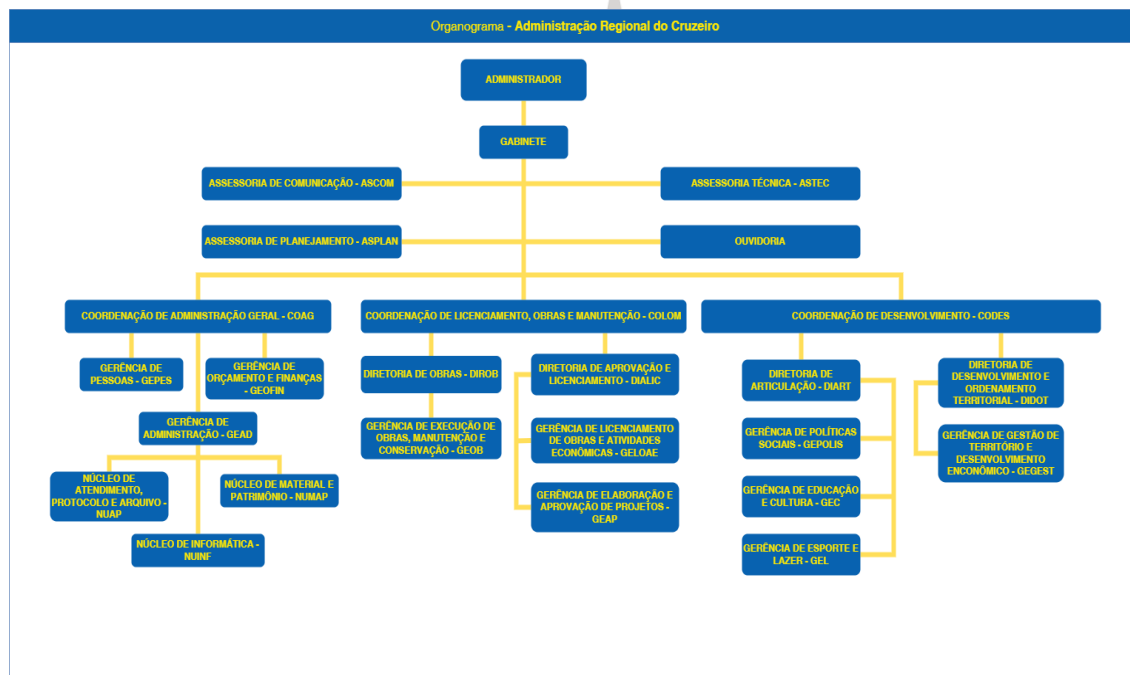 Organograma - Administração Regional do Cruzeiro
ADMINISTRADOR
GABINETE
ASSESSORIA DE COMUNICAÇÃO - ASCOM
ASSESSORIA TÉCNICA - ASTEC
ASSESSORIA DE PLANEJAMENTO - ASPLAN
OUVIDORIA
COORDENAÇÃO DE ADMINISTRAÇÃO GERAL - COAG
COORDENAÇÃO DE LICENCIAMENTO, OBRAS E MANUTENÇÃO - COLOM
COORDENAÇÃO DE DESENVOLVIMENTO - CODES
GERÊNCIA DE
PESSOAS - GEPES
GERÊNCIA DE
ORÇAMENTO E FINANÇAS
- GEOFIN
GERÊNCIA DE
ADMINISTRAÇÃO - GEAD
NÚCLEO DE
ATENDIMENTO,
PROTOCOLO E ARQUIVO -
NUAP
NÚCLEO DE MATERIAL E
PATRIMÔNIO - NUMAP
NÚCLEO DE INFORMÁTICA -
NUINF
DIRETORIA DE OBRAS - DIROB
GERÊNCIA DE EXECUÇÃO DE
OBRAS, MANUTENÇÃO E
CONSERVAÇÃO - GEOB
DIRETORIA DE APROVAÇÃO E
LICENCIAMENTO - DIALIC
GERÊNCIA DE LICENCIAMENTO
DE OBRAS E ATIVIDADES
ECONÔMICAS - GELOAE
GERÊNCIA DE ELABORAÇÃO E
APROVAÇÃO DE PROJETOS -
GEAP
DIRETORIA DE
ARTICULAÇÃO - DIART
GERÊNCIA DE POLÍTICAS
SOCIAIS - GEPOLIS
GERÊNCIA DE EDUCAÇÃO
E CULTURA - GEC
GERÊNCIA DE ESPORTE E
LAZER - GEL
DIRETORIA DE
DESENVOLVIMENTO E
ORDENAMENTO
TERRITORIAL - DIDOT
GERÊNCIA DE GESTÃO DE
TERRITÓRIO E
DESENVOLVIMENTO
ENCONÔMICO - GEGEST